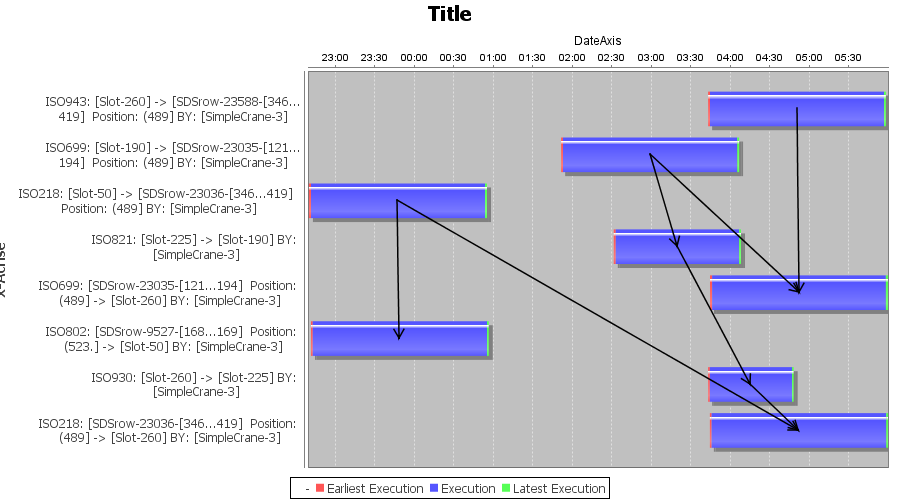 Title
DateAxis
23:00 23:30 00:00 00:30 01:00 01:30 02:00 02:30 03:00 03:30 04:00 04:30 05:00 05:30
ISO943: [Slot-260] -> [SDSrow-23588-[346...
419] Position: (489] BY: [SimpleCrane-3]
ISO699: [Slot-190] -> [SDSrow-23035-[121...
194] Position: (489] BY: [SimpleCrane-3]
ISO218: [Slot-50] -> [SDSrow-23036-[346...419]
Position: (489] BY: [SimpleCrane-3]
ISO821: [Slot-225] -> [Slot-190] BY:
[SimpleCrane-3]
ISO699: [SDSrow-23035-[121...194] Position:
(489] -> [Slot-260] BY: [SimpleCrane-3]
ISO802: [SDSrow-9527-[168...169] Position:
(523.] -> [Slot-50] BY: [SimpleCrane-3]
ISO930: [Slot-260] -> [Slot-225] BY:
[SimpleCrane-3]
ISO218: [SDSrow-23036-[346...419] Position:
(489] -> [Slot-260] BY: [SimpleCrane-3]
X-Achse
- Earliest Execution Execution Latest Execution